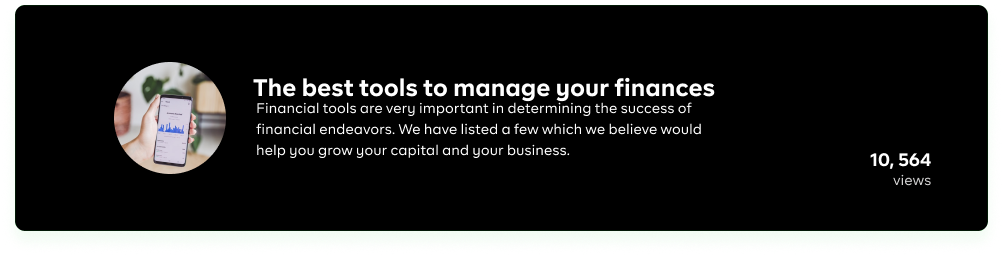 The best tools to manage your finances
Financial tools are very important in determining the success of
financial endeavors. We have listed a few which we believe would
help you grow your capital and your business.
10, 564
views